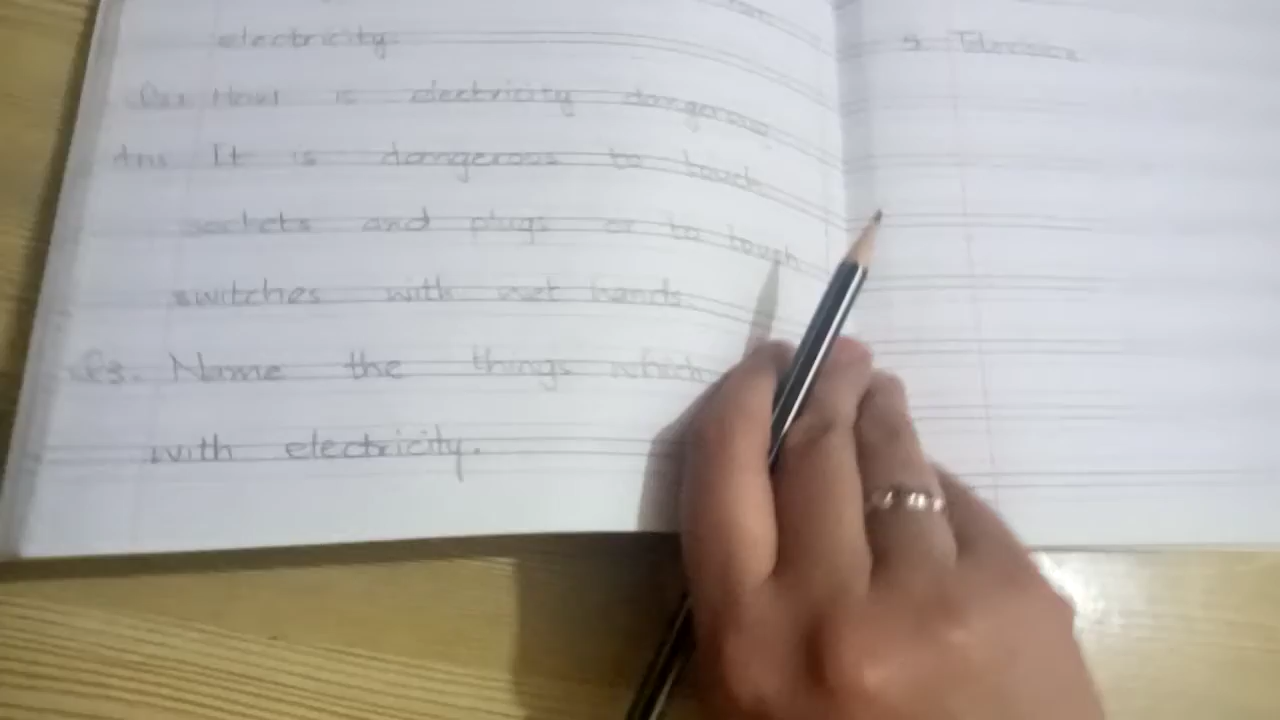 electricity.
Q2. How is electricity dangerous
Ans It is dangerous to touch
sockets and plugs or to touch
switches with wet hands.
Q3. Name the things which
with electricity.
5. Television